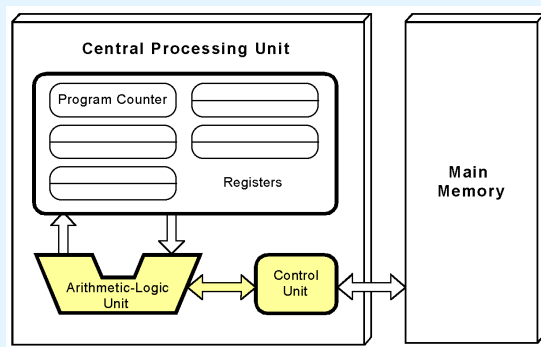 Central Processing Unit
Program Counter
Registers
Main
Memory
Arithmetic-Logic
Unit
Control
Unit